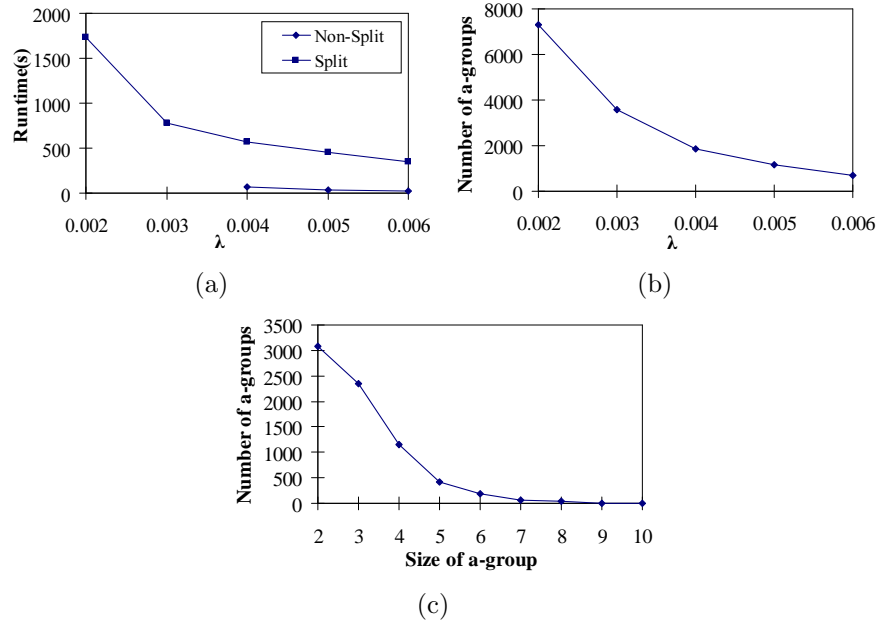 2000
1500
1000
500
0
Runtime(s)
Non-Split
Split
0.002 0.003 0.004 0.005 0.006
λ
(a)
8000
6000
4000
2000
0
Number of a-groups
0.002 0.003 0.004 0.005 0.006
λ
(b)
3500
3000
2500
2000
1500
1000
500
0
Number of a-groups
2 3 4 5 6 7 8 9 10
Size of a-group
(c)